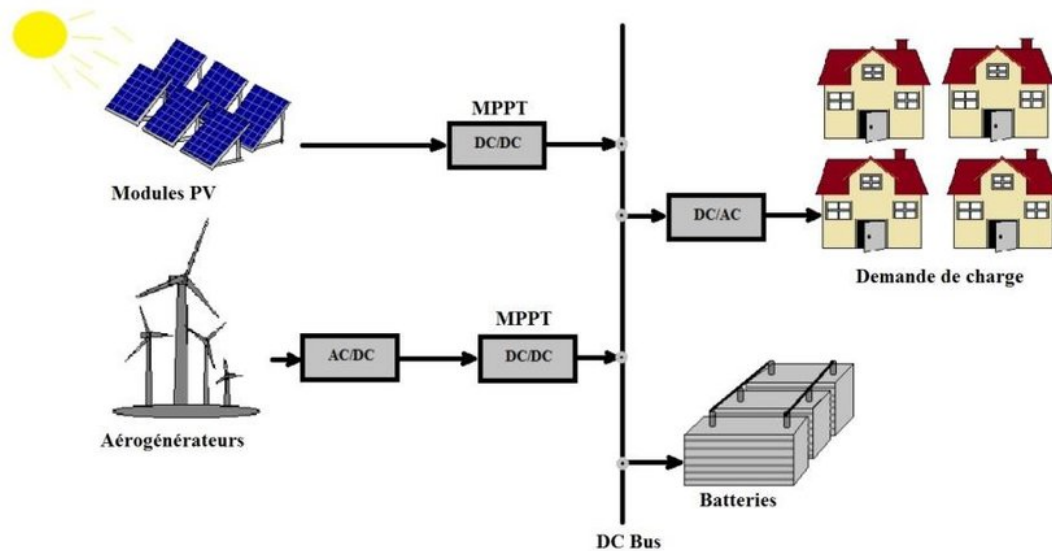 MPPT
DC/DC
Modules PV
DC/AC
Demande de charge
MPPT
AC/DC
DC/DC
Aérogénérateurs
Batteries
DC Bus